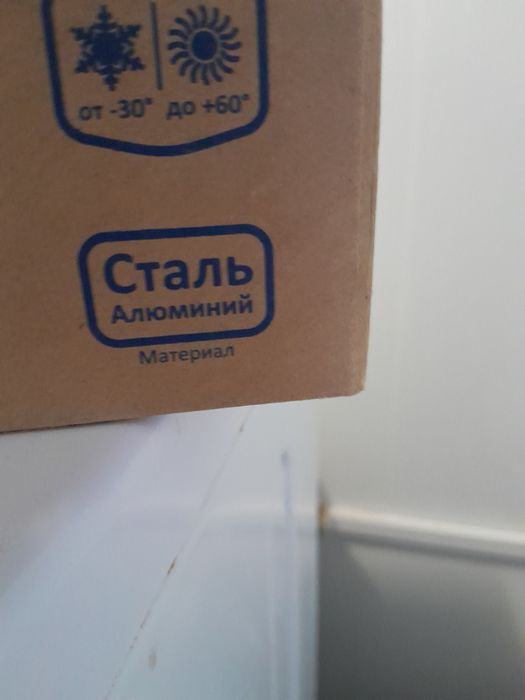 от -30° до +60°
Сталь
Алюминий
Материал